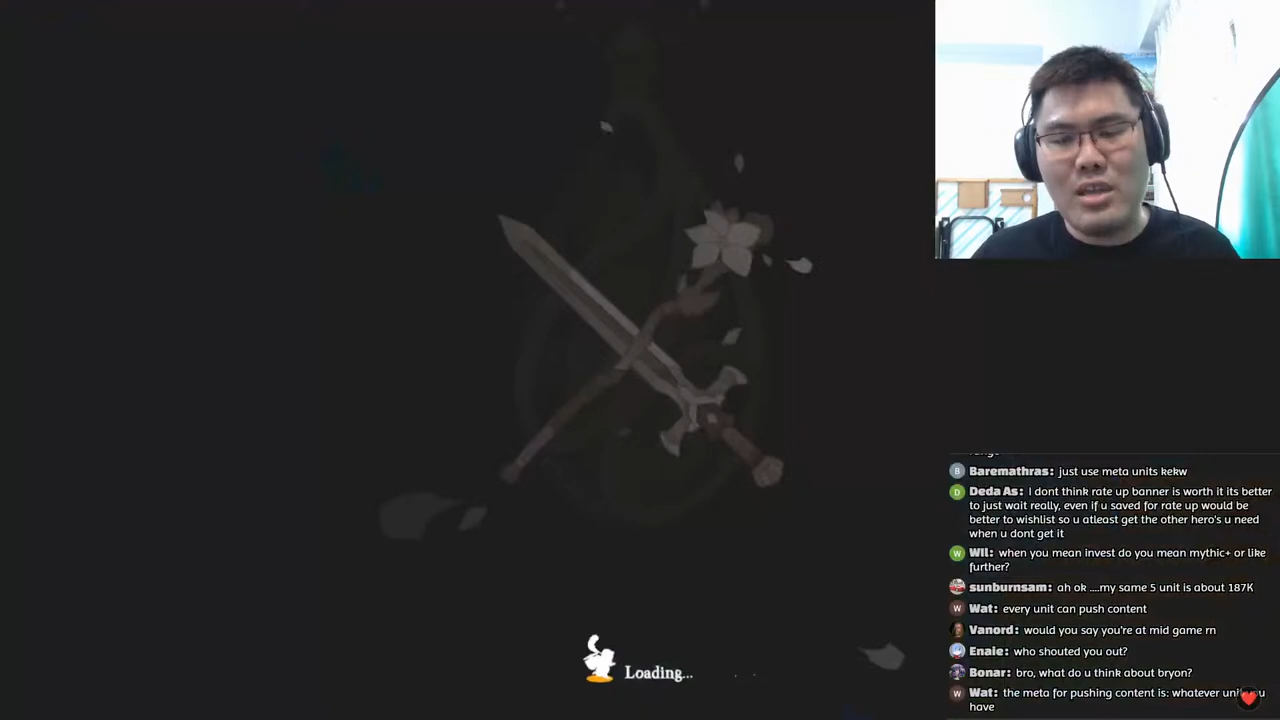 Baremathras: just use meta units kekw
Deda As: I dont think rate up banner is worth it its better
to just wait really, even if u saved for rate up would be
better to wishlist so u atleast get the other hero's u need
when u dont get it
Wil: when you mean invest do you mean mythic+ or like
further?
sunburnsam: ah ok ....my same 5 unit is about 187K
W Wat: every unit can push content
Vanord: would you say you're at mid game rn
Enaie: who shouted you out?
Bonar: bro, what do u think about bryon?
W Wat: the meta for pushing content is: whatever
have
Loading...